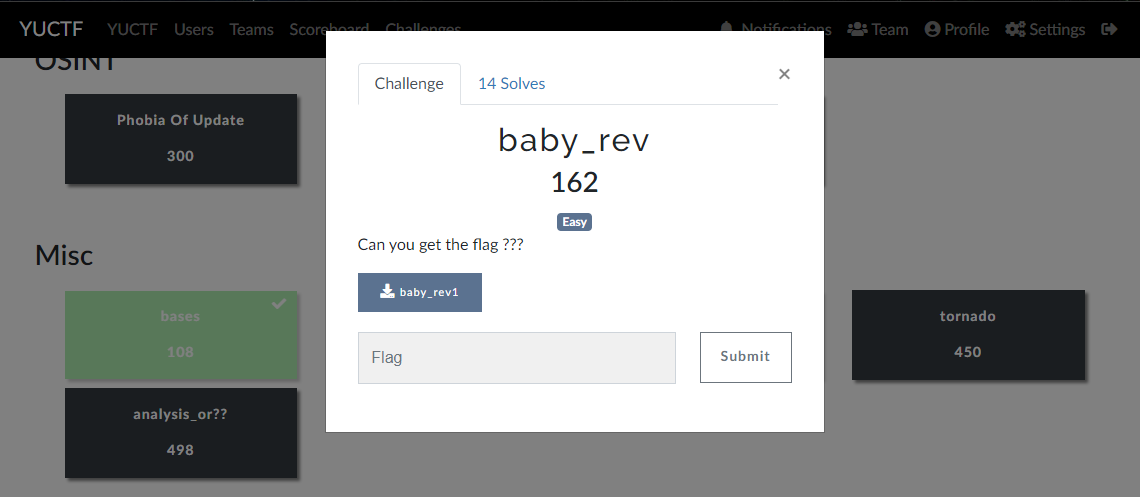 YUCTF YUCTF Users Teams Scoreboard Challenges Notifications Team Profile Settings
OSINT
Challenge 14 Solves ×
Phobia Of Update
300
baby_rev
162
Easy
Can you get the flag ???
baby_rev1
Flag Submit
Misc
bases
108
tornado
450
analysis_or??
498